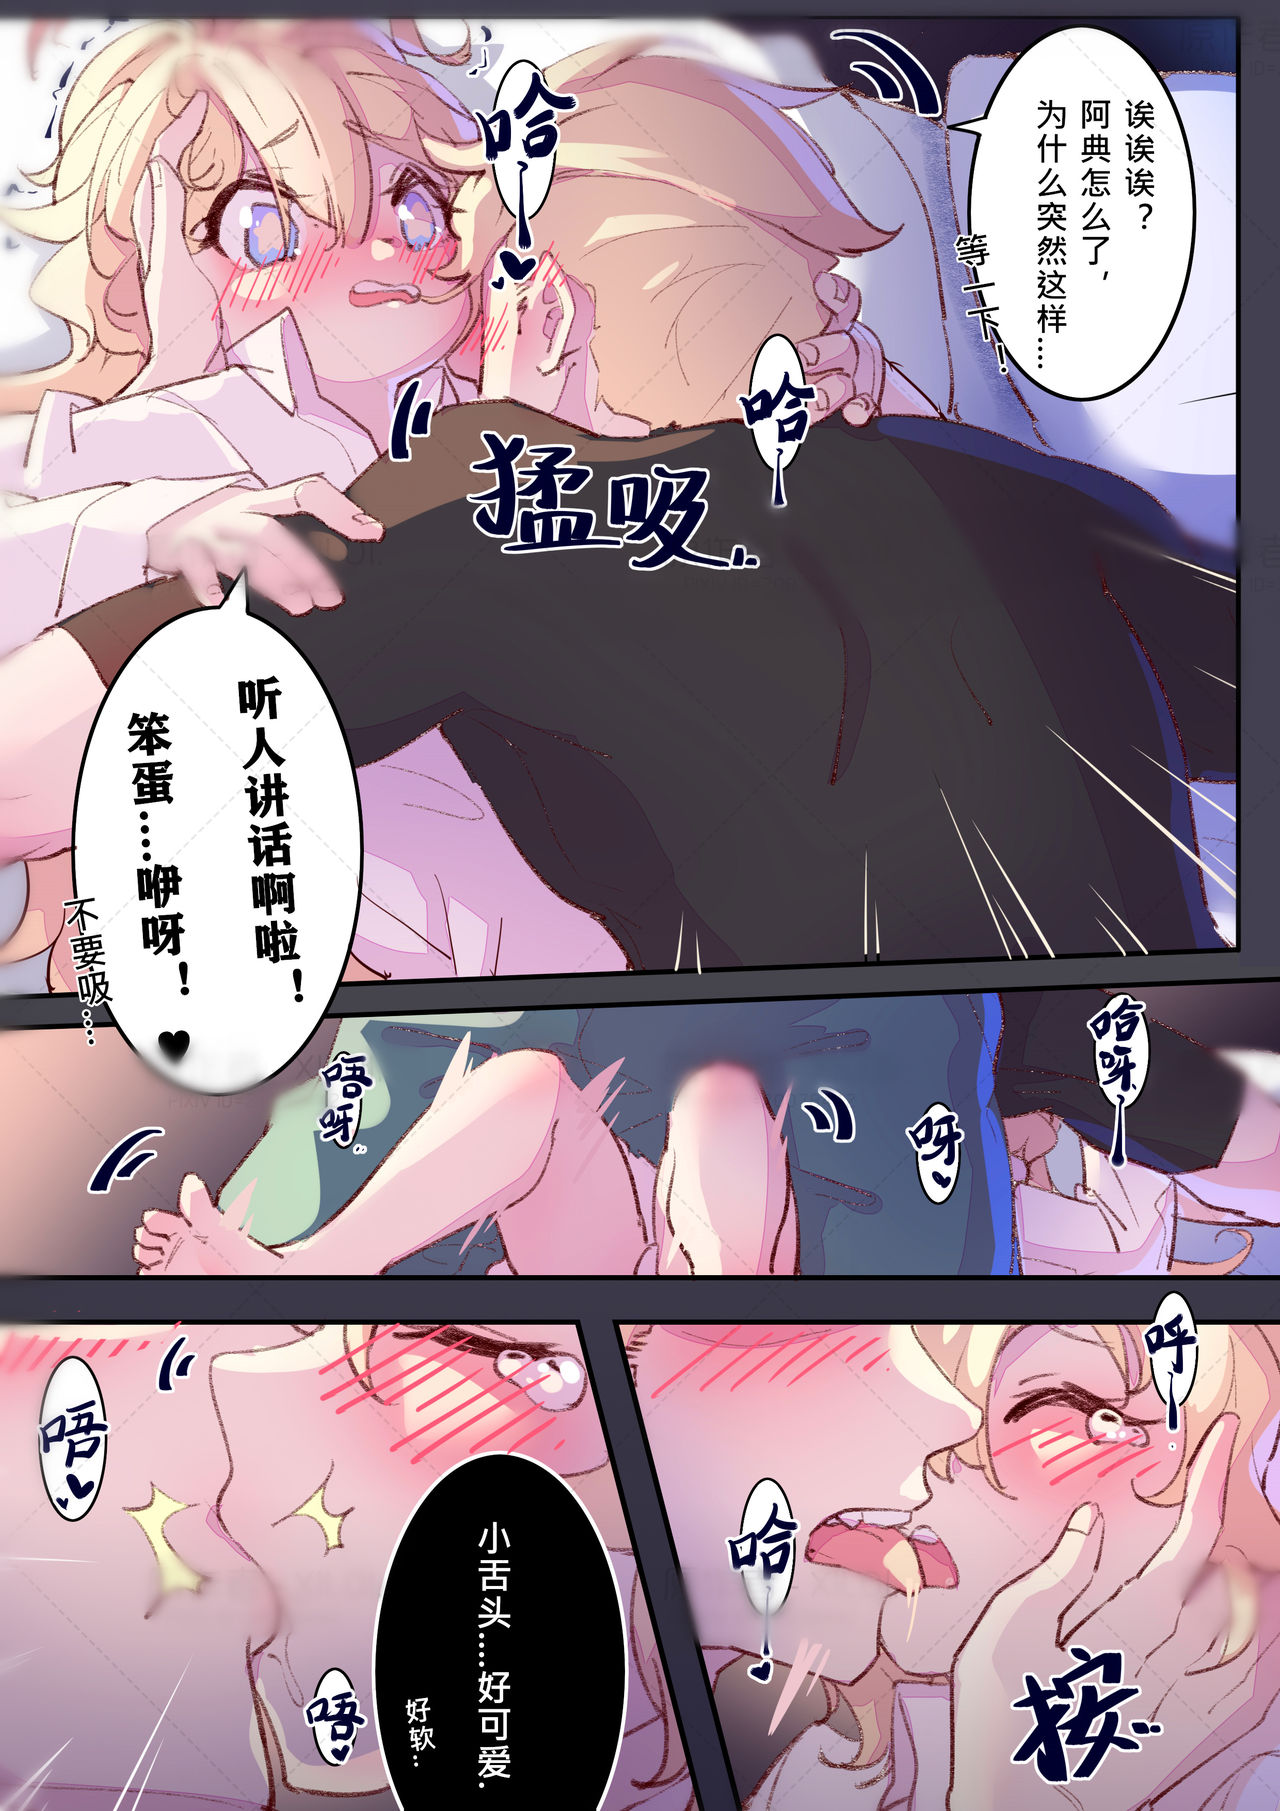 诶诶诶？
阿典怎么了，
为什么突然这样……
等一下！
哈…
哈…
猛吸
听人讲话啊啦！
笨蛋……咿呀！
不要吸……
哈呀
呀
唔呀
呼
哈
按
唔
小舌头……好可爱.
好软…
唔